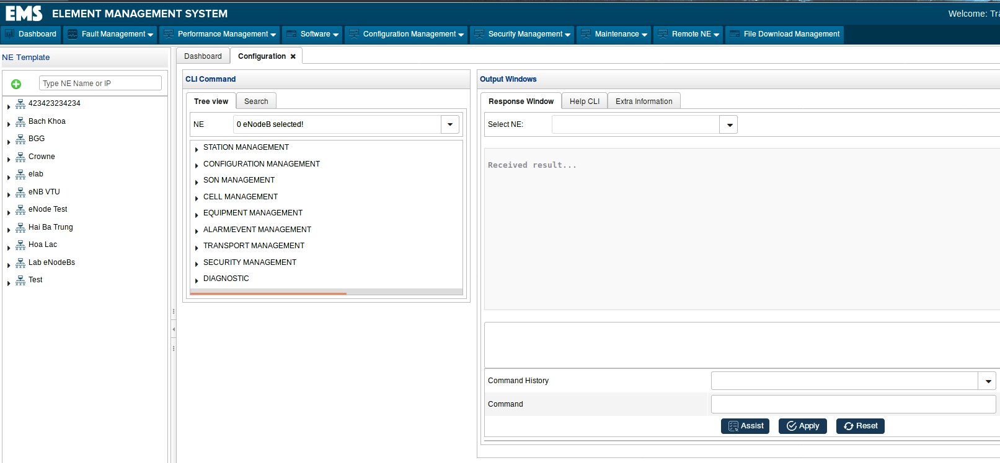 EMS ELEMENT MANAGEMENT SYSTEM
Welcome:
Dashboard Fault Management Performance Management Software Configuration Management Security Management Maintenance Remote NE File Download Management
NE Template
Type NE Name or IP
423423234234
Bach Khoa
BGG
Crowne
elab
eNB VTU
eNode Test
Hai Ba Trung
Hoa Lac
Lab eNodeBs
Test
Dashboard Configuration
CLI Command
Tree view Search
NE 0 eNodeB selected!
STATION MANAGEMENT
CONFIGURATION MANAGEMENT
SON MANAGEMENT
CELL MANAGEMENT
EQUIPMENT MANAGEMENT
ALARM/EVENT MANAGEMENT
TRANSPORT MANAGEMENT
SECURITY MANAGEMENT
DIAGNOSTIC
Output Windows
Response Window Help CLI Extra Information
Select NE:
Received result...
Command History
Command
Assist Apply Reset